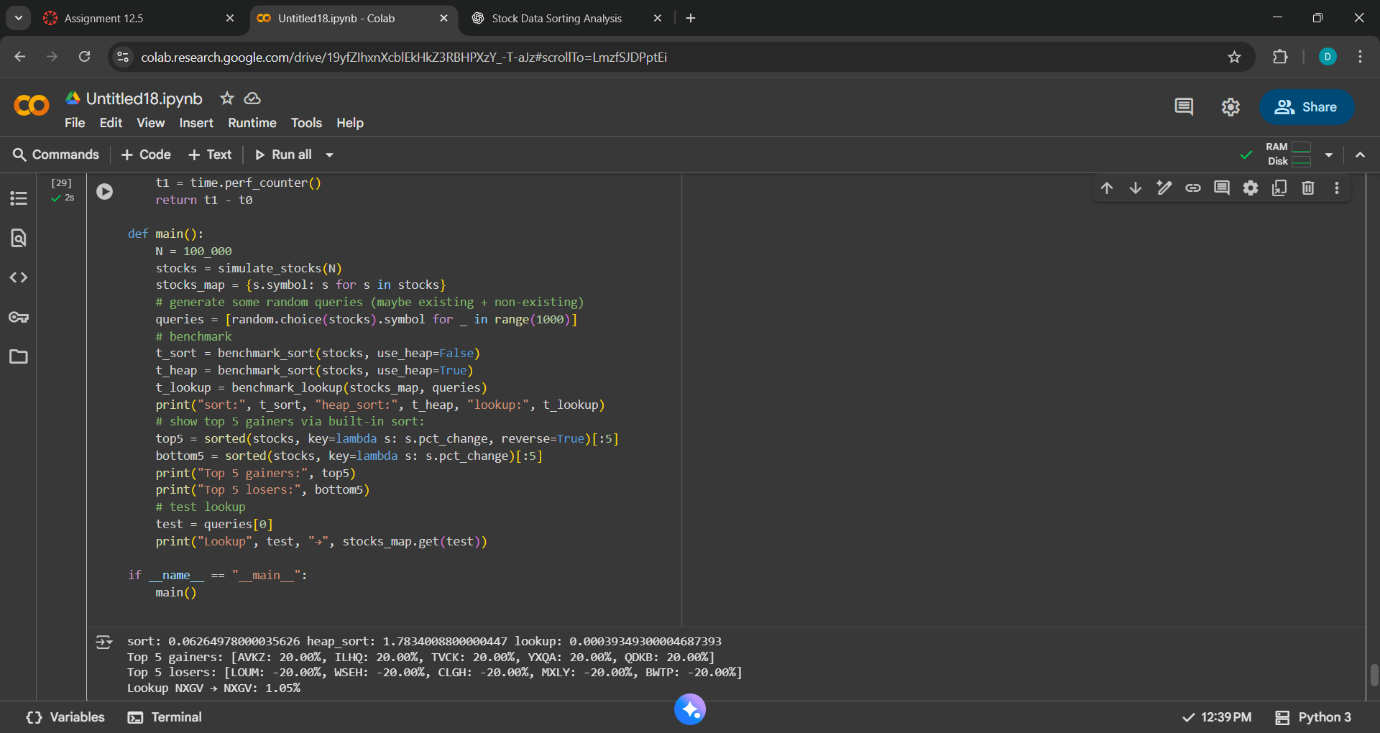 Assignment 12.5
Untitled18.ipynb - Colab
Stock Data Sorting Analysis
colab.research.google.com/drive/19yfZIhxnXcblEkHkZ3RBHPXzY_-T-aJz#scrollTo=LmzfSJDPptEi
D
Untitled18.ipynb
Share
File Edit View Insert Runtime Tools Help
Commands + Code + Text Run all
RAM
Disk
[29]
2s
t1 = time.perf_counter()
return t1 - t0
def main():
N = 100_000
stocks = simulate_stocks(N)
stocks_map = {s.symbol: s for s in stocks}
# generate some random queries (maybe existing + non-existing)
queries = [random.choice(stocks).symbol for _ in range(1000)]
# benchmark
t_sort = benchmark_sort(stocks, use_heap=False)
t_heap = benchmark_sort(stocks, use_heap=True)
t_lookup = benchmark_lookup(stocks_map, queries)
print("sort:", t_sort, "heap_sort:", t_heap, "lookup:", t_lookup)
# show top 5 gainers via built-in sort:
top5 = sorted(stocks, key=lambda s: s.pct_change, reverse=True)[:5]
bottom5 = sorted(stocks, key=lambda s: s.pct_change)[:5]
print("Top 5 gainers:", top5)
print("Top 5 losers:", bottom5)
# test lookup
test = queries[0]
print("Lookup", test, "→", stocks_map.get(test))
if __name__ == "__main__":
main()
sort: 0.06264978000035626 heap_sort: 1.7834008800000447 lookup: 0.00039349300004687393
Top 5 gainers: [AVKZ: 20.00%, ILHQ: 20.00%, TVCK: 20.00%, YXQA: 20.00%, QDKB: 20.00%]
Top 5 losers: [LOUM: -20.00%, WSEH: -20.00%, CLGH: -20.00%, MXLY: -20.00%, BWTP: -20.00%]
Lookup NXGV → NXGV: 1.05%
Variables Terminal
12:39 PM Python 3